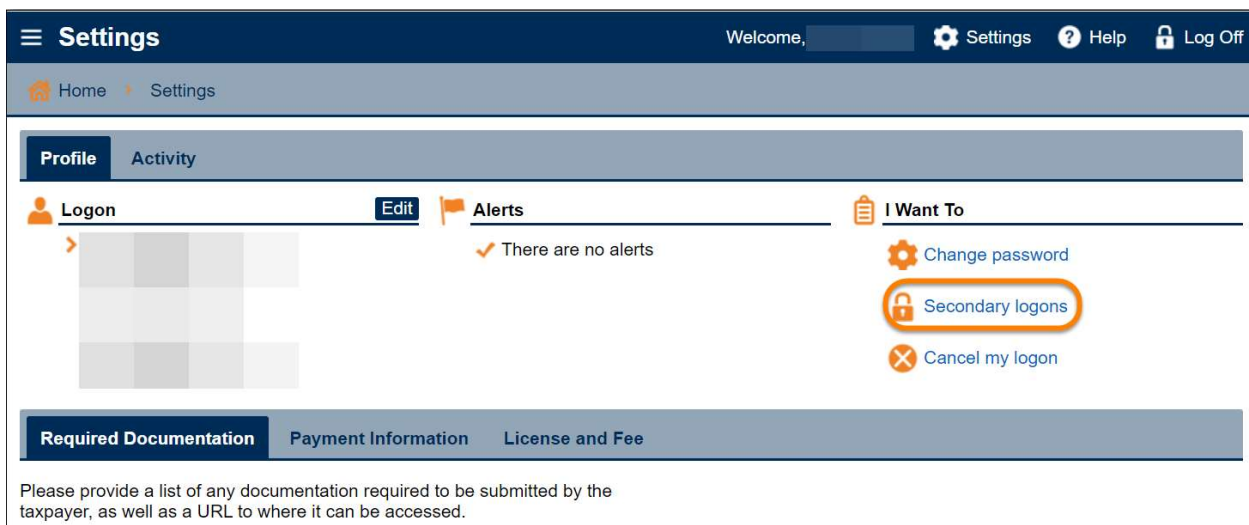 Settings
Welcome,
Settings
Help
Log Off
Home
Settings
Profile
Activity
Logon
Edit
Alerts
There are no alerts
I Want To
Change password
Secondary logons
Cancel my logon
Required Documentation
Payment Information
License and Fee
Please provide a list of any documentation required to be submitted by the
taxpayer, as well as a URL to where it can be accessed.